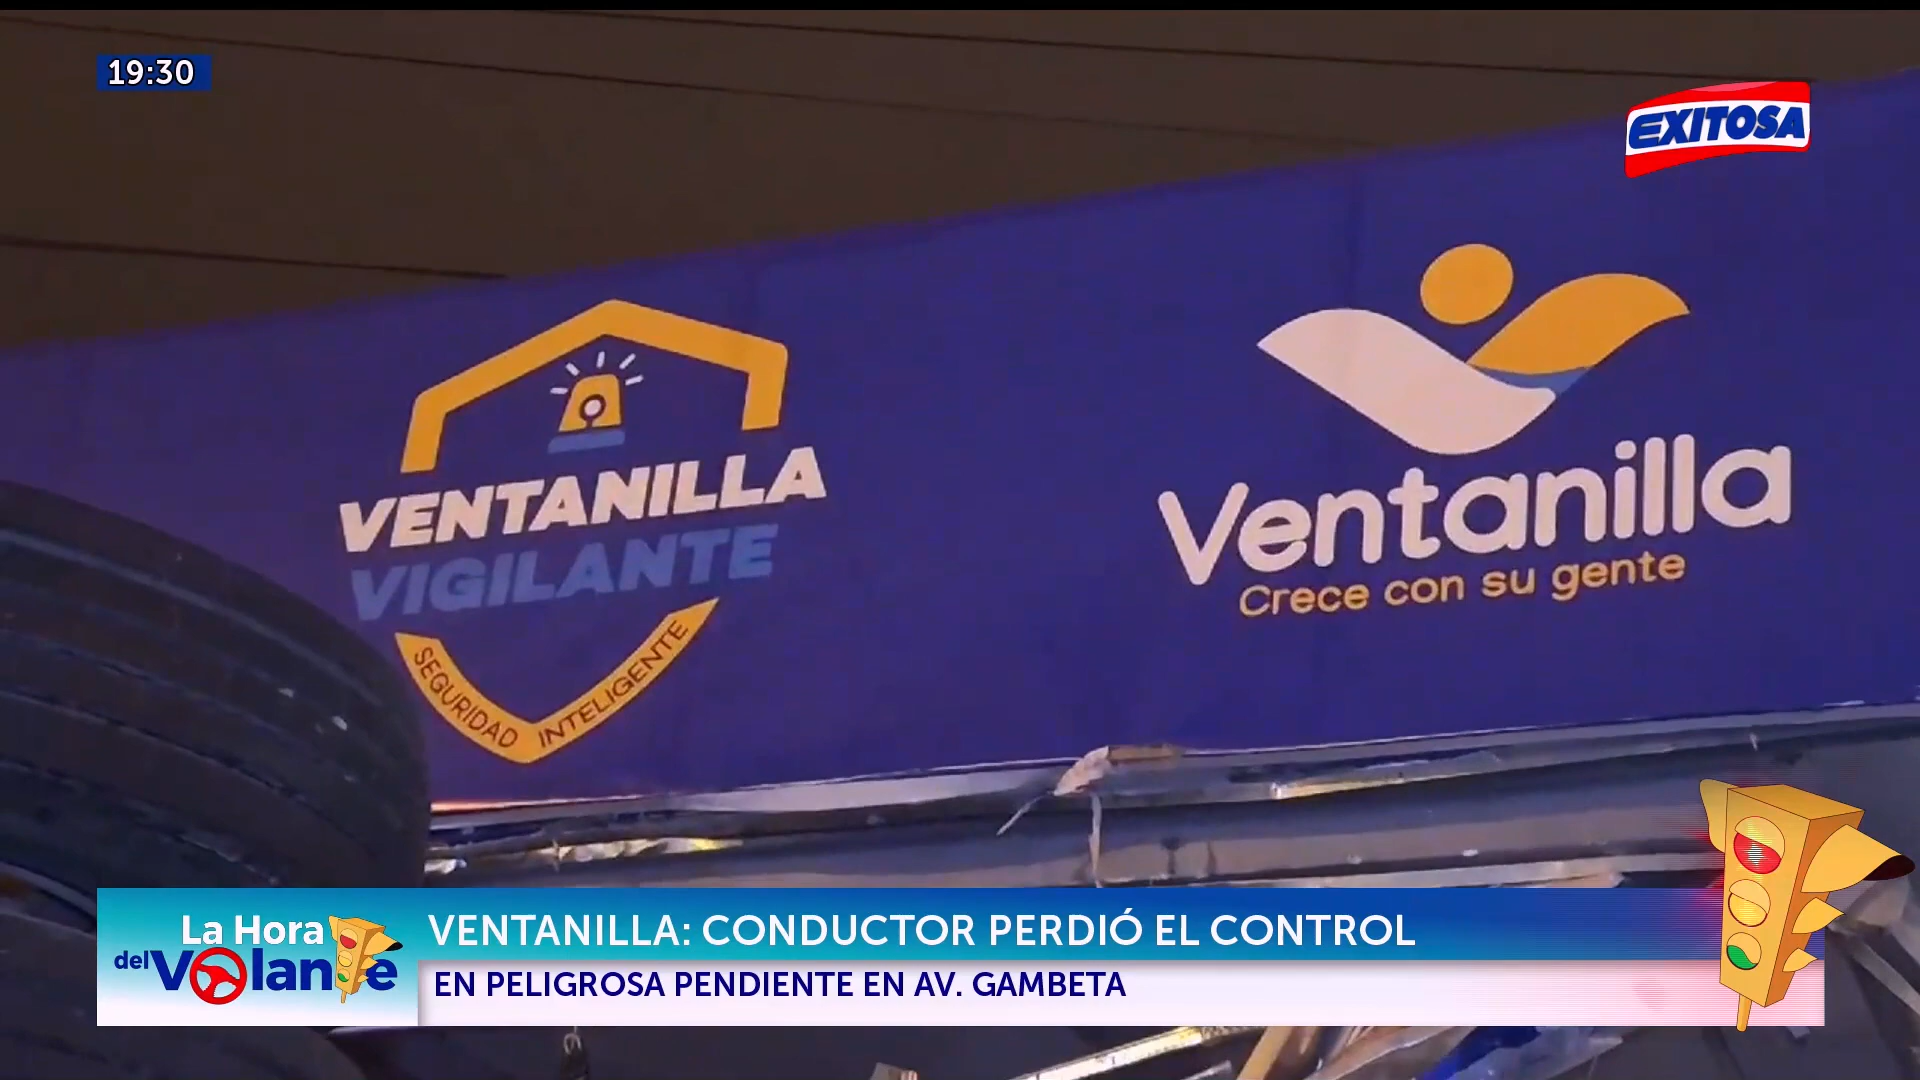 19:30
EXITOSA
VENTANILLA
VIGILANTE
SEGURIDAD INTELIGENTE
Ventanilla
Crece con su gente
La Hora
del Volante
VENTANILLA: CONDUCTOR PERDIÓ EL CONTROL
EN PELIGROSA PENDIENTE EN AV. GAMBETA